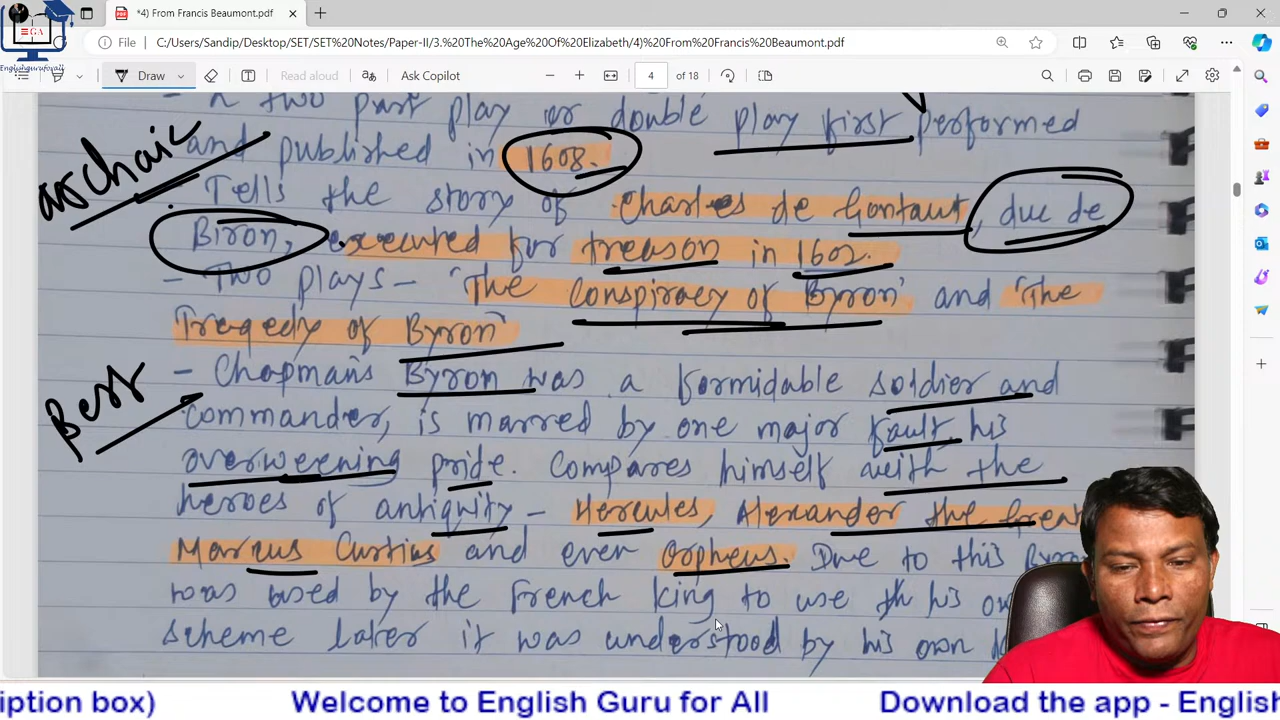 *4) From Francis Beaumont.pdf
File C:/Users/Sandip/Desktop/SET/SET%20Notes/Paper-II/3.%20The%20Age%20Of%20Elizabeth/4)%20From%20Francis%20Beaumont.pdf
Draw Read aloud Ask Copilot 4 of 18
EGA
Englishguruforall
- A two part play or double play first performed
and published in 1608.
archaic
- Tells the story of Charles de Gontaut, duc de
Biron, executed for treason in 1602.
- Two plays - 'The conspiracy of Byron' and 'The
Tragedy of Byron'
- Chapman's Byron was a formidable soldier and
commander, is marred by one major fault his
overweening pride. Compares himself with the
heroes of antiquity - Hercules, Alexander the Great
Marcus Curtius and even Orpheus. Due to this
was used by the French king to use his
scheme later it was understood by his own
iption box) Welcome to English Guru for All Download the app - English